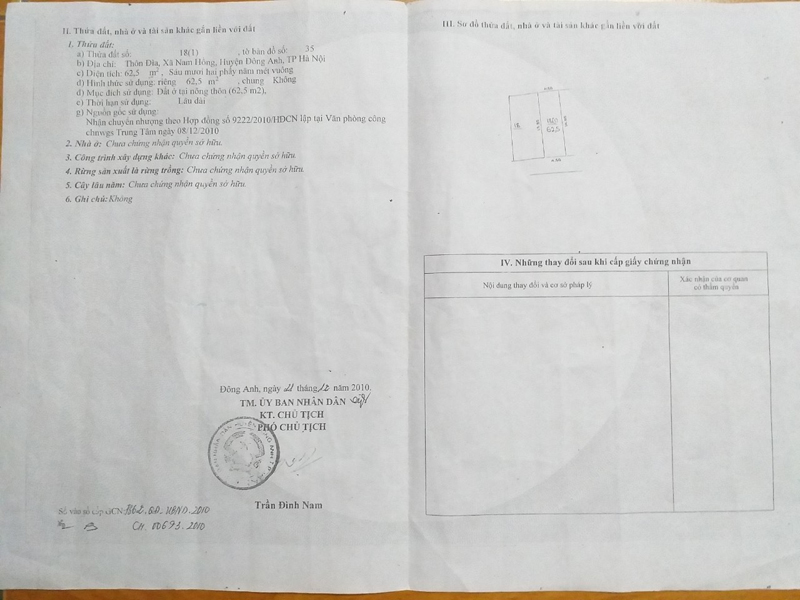 II. Thửa đất, nhà ở và tài sản khác gắn liền với đất
1. Thửa đất:
a) Thửa đất số: 18(1) , tờ bản đồ số: 35
b) Địa chỉ: Thôn Đìa, Xã Nam Hồng, Huyện Đông Anh, TP Hà Nội
c) Diện tích: 62,5 m² , Sáu mươi hai phẩy năm mét vuông
d) Hình thức sử dụng: riêng 62,5 m² , chung Không
đ) Mục đích sử dụng: Đất ở tại nông thôn (62,5 m2),
e) Thời hạn sử dụng: Lâu dài
g) Nguồn gốc sử dụng:
Nhận chuyển nhượng theo Hợp đồng số 9222/2010/HĐCN lập tại Văn phòng công
chnwgs Trung Tâm ngày 08/12/2010
2. Nhà ở: Chưa chứng nhận quyền sở hữu.
3. Công trình xây dựng khác: Chưa chứng nhận quyền sở hữu.
4. Rừng sản xuất là rừng trồng: Chưa chứng nhận quyền sở hữu.
5. Cây lâu năm: Chưa chứng nhận quyền sở hữu.
6. Ghi chú: Không
Đông Anh, ngày 21 tháng 12 năm 2010.
TM. ỦY BAN NHÂN DÂN
KT. CHỦ TỊCH
PHÓ CHỦ TỊCH
Trần Đình Nam
Số vào sổ cấp GCN: 1362.QĐ.UBND.2010
CH.00693.2010
III. Sơ đồ thửa đất, nhà ở và tài sản khác gắn liền với đất
18
18(1)
62,5
IV. Những thay đổi sau khi cấp giấy chứng nhận
Nội dung thay đổi và cơ sở pháp lý
Xác nhận của cơ quan
có thẩm quyền